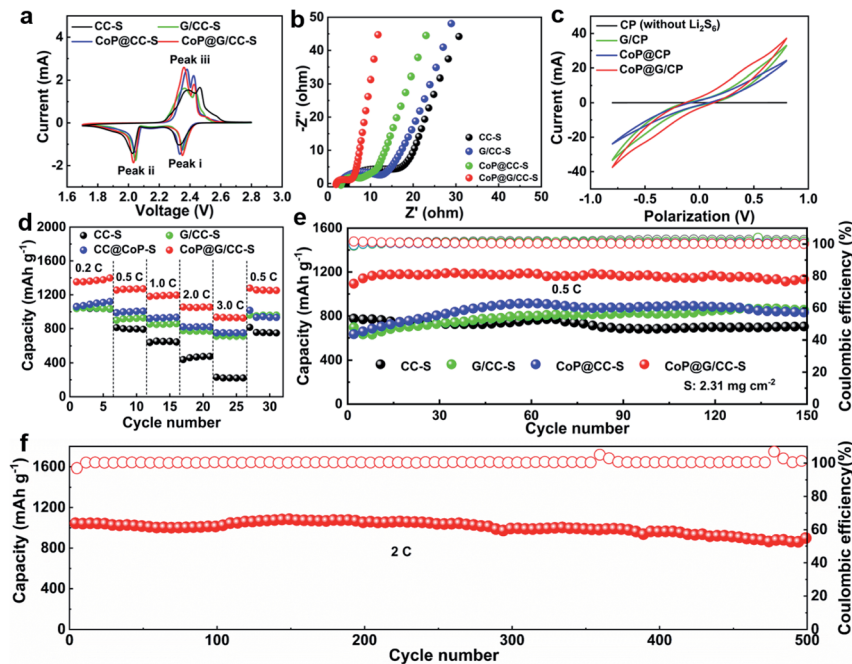 a
CC-S
G/CC-S
CoP@CC-S
CoP@G/CC-S
Peak iii
Peak ii
Peak i
Current (mA)
4
2
0
2
1.6
2.0
2.4
2.8
3.0
Voltage (V)
b
-Z'' (ohm)
50
40
30
20
10
0
CC-S
G/CC-S
CoP@CC-S
CoP@G/CC-S
0
10
20
30
40
50
Z' (ohm)
c
CP (without Li₂S₆)
G/CP
CoP@CP
CoP@G/CP
Current (mA)
60
40
20
0
-20
-40
-1.0
-0.5
0.0
0.5
1.0
Polarization (V)
d
CC-S
G/CC-S
CC@CoP-S
CoP@G/CC-S
0.2 C
0.5 C
1.0 C
2.0 C
3.0 C
0.5 C
Capacity (mAh g⁻¹)
2000
1600
1200
800
400
0
0
5
10
15
20
25
30
Cycle number
e
Capacity (mAh g⁻¹)
1600
1200
800
400
0
0.5 C
CC-S
G/CC-S
CoP@CC-S
CoP@G/CC-S
S: 2.31 mg cm⁻²
0
30
60
90
120
150
Cycle number
100
80
60
40
20
0
Coulombic efficiency(%)
f
Capacity (mAh g⁻¹)
1600
1200
800
400
0
2 C
0
100
200
300
400
500
Cycle number
100
80
60
40
20
0
Coulombic efficiency(%)